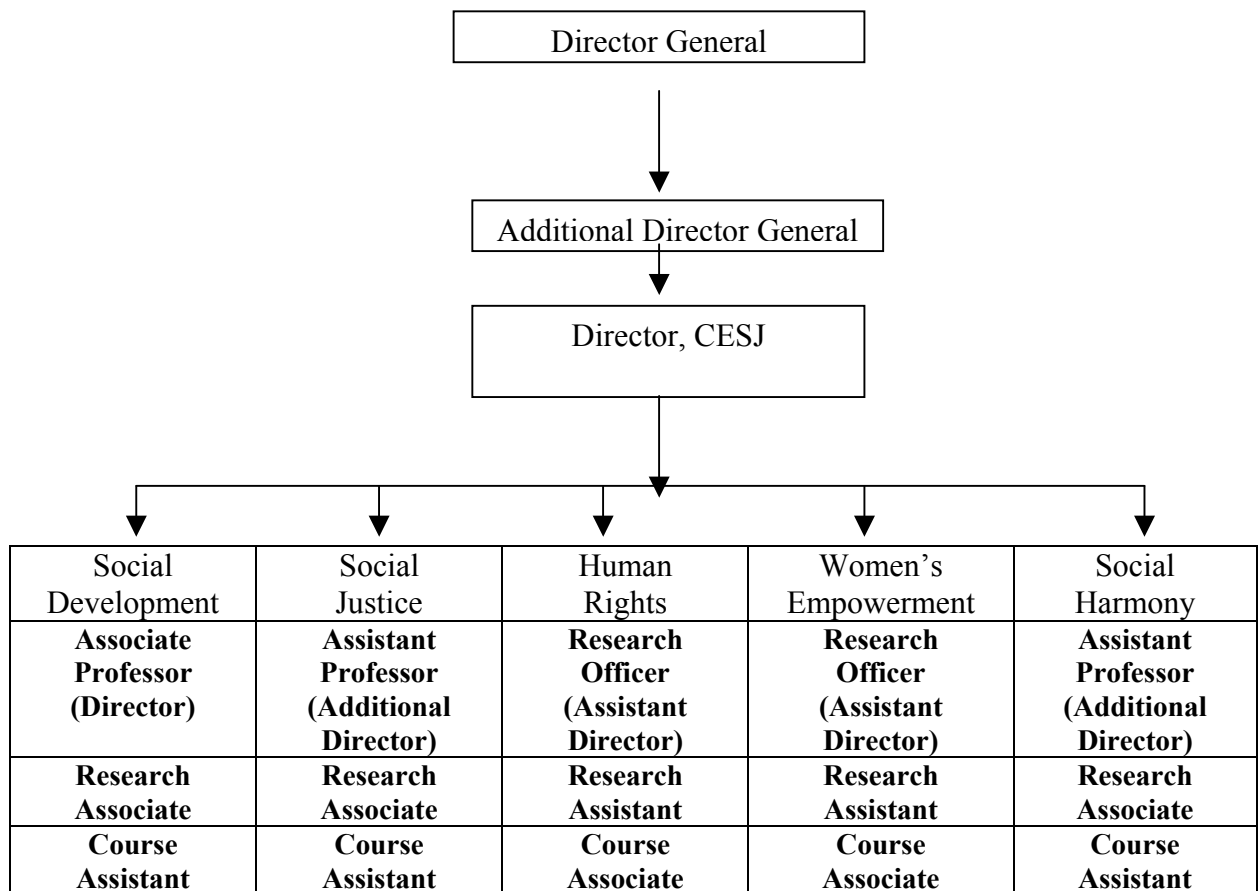 Director General
Additional Director General
Director, CESJ
Social Development
Social Justice
Human Rights
Women's Empowerment
Social Harmony
Associate Professor (Director)
Assistant Professor (Additional Director)
Research Officer (Assistant Director)
Research Officer (Assistant Director)
Assistant Professor (Additional Director)
Research Associate
Research Associate
Research Assistant
Research Assistant
Research Associate
Course Assistant
Course Assistant
Course Associate
Course Associate
Course Assistant